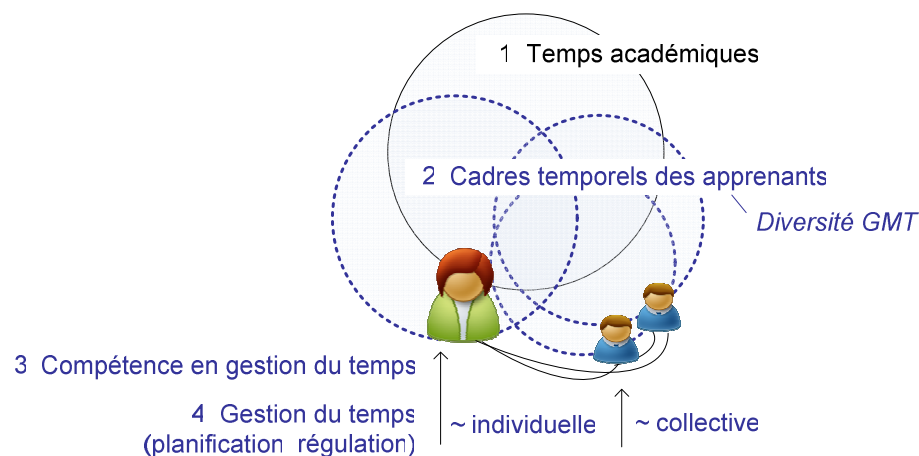 1 Temps académiques
2 Cadres temporels des apprenants
Diversité GMT
3 Compétence en gestion du temps
4 Gestion du temps
(planification régulation)
~ individuelle
~ collective